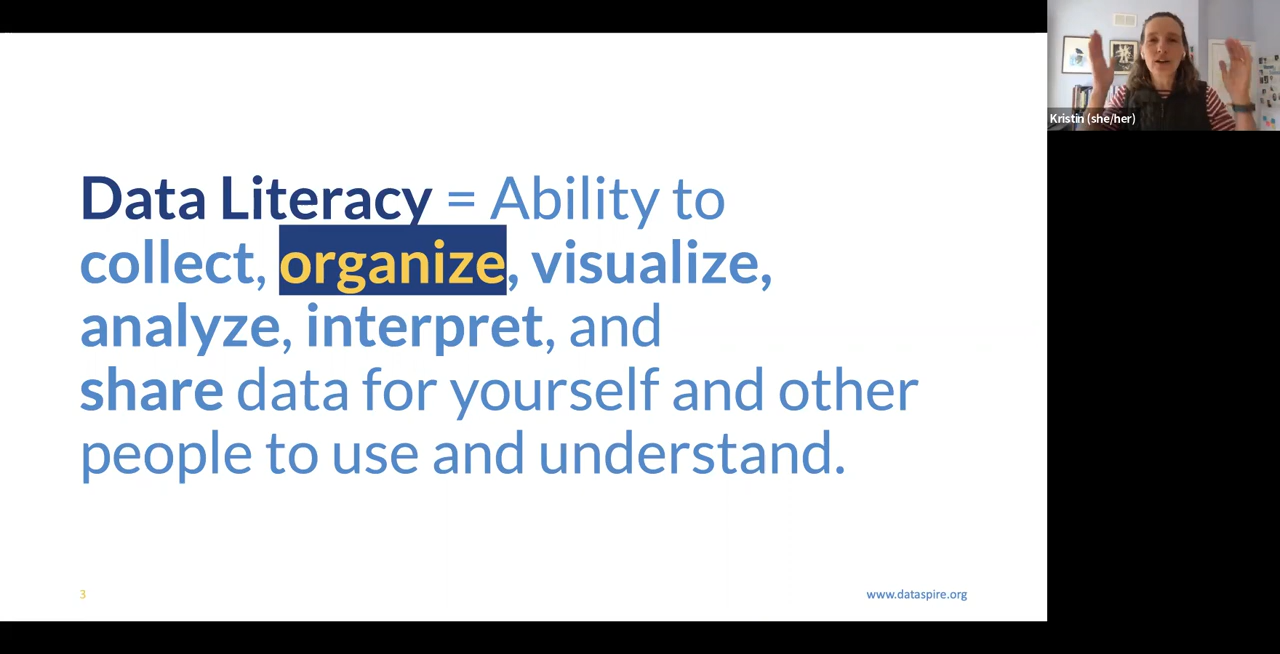 Kristin (she/her)
Data Literacy = Ability to
collect, organize, visualize,
analyze, interpret, and
share data for yourself and other
people to use and understand.
3
www.dataspire.org